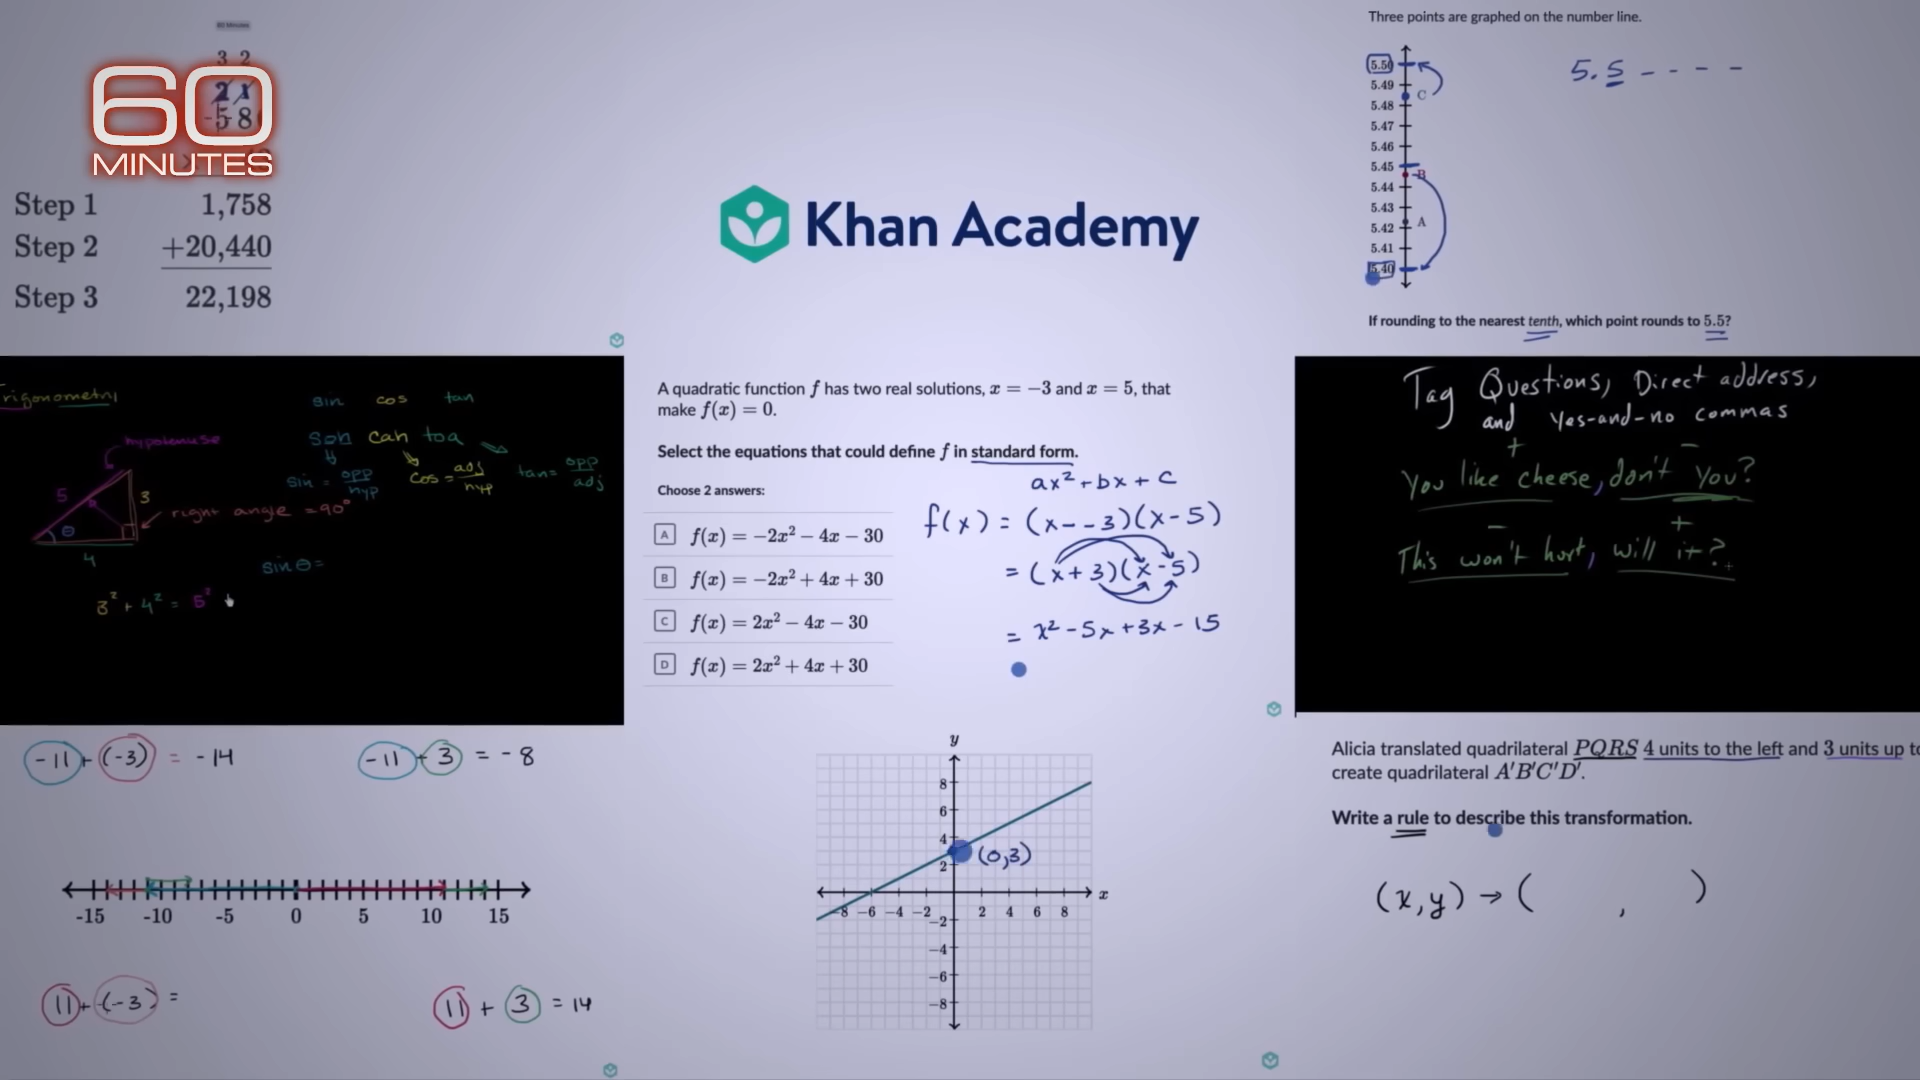 60 Minutes
3 2
2 1
58
60
MINUTES
Step 1 1,758
Step 2 +20,440
Step 3 22,198
Khan Academy
Three points are graphed on the number line.
5.50
5.49
C
5.48
5.47
5.46
5.45
B
5.44
5.43
A
5.42
5.41
5.40
5.5 - - - -
If rounding to the nearest tenth, which point rounds to 5.5?
Trigonometry
sin cos tan
hypotenuse
soh cah toa
sin = opp/hyp
cos = adj/hyp
tan = opp/adj
5
3
right angle = 90°
θ
4
sin θ =
3² + 4² = 5²
A quadratic function f has two real solutions, x = −3 and x = 5, that
make f(x) = 0.
Select the equations that could define f in standard form.
ax² + bx + c
Choose 2 answers:
A f(x) = −2x² − 4x − 30
B f(x) = −2x² + 4x + 30
C f(x) = 2x² − 4x − 30
D f(x) = 2x² + 4x + 30
f(x) = (x - -3)(x - 5)
= (x + 3)(x - 5)
= x² - 5x + 3x - 15
Tag Questions, Direct address,
and Yes-and-no commas
+ −
You like cheese, don't you?
− +
This won't hurt, will it?
-11 + (-3) = -14
-11 + 3 = -8
-15 -10 -5 0 5 10 15
11 + (-3) =
11 + 3 = 14
y
8
6
4
(0,3)
2
x
−8 −6 −4 −2 2 4 6 8
−2
−4
−6
−8
Alicia translated quadrilateral PQRS 4 units to the left and 3 units up to
create quadrilateral A'B'C'D'.
Write a rule to describe this transformation.
(x,y) → ( , )